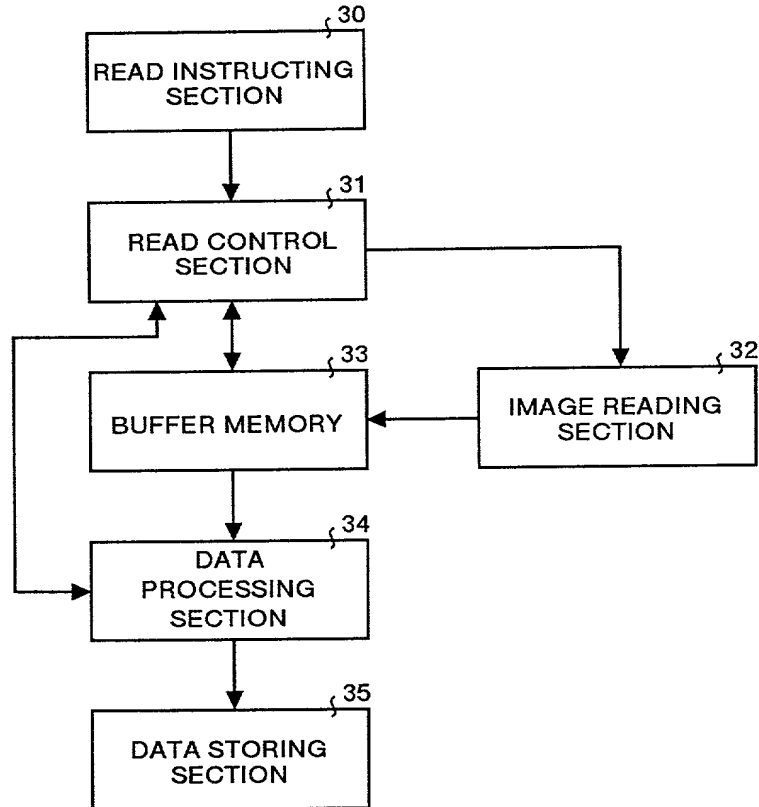 30
READ INSTRUCTING
SECTION
31
READ CONTROL
SECTION
33
BUFFER MEMORY
32
IMAGE READING
SECTION
34
DATA
PROCESSING
SECTION
35
DATA STORING
SECTION